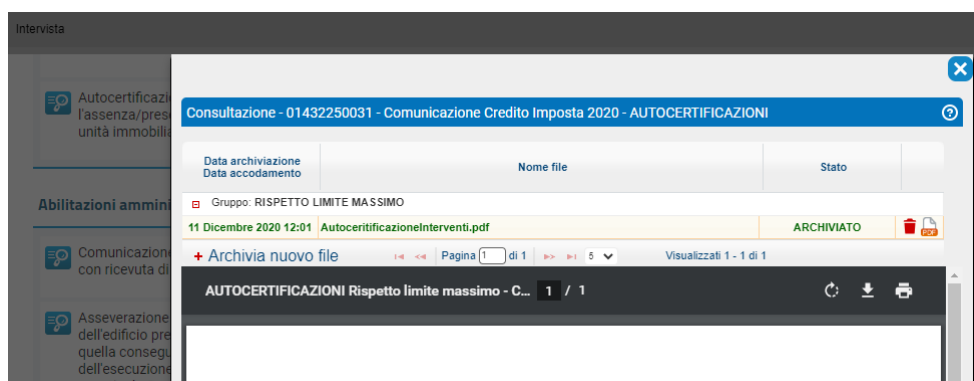 Intervista
Autocertificazi
l'assenza/pres
unità immobilia
Abilitazioni ammini
Comunicazione
con ricevuta di
Asseverazione
dell'edificio pre
quella consegu
dell'esecuzione
Consultazione - 01432250031 - Comunicazione Credito Imposta 2020 - AUTOCERTIFICAZIONI
Data archiviazione
Data accodamento
Nome file
Stato
Gruppo: RISPETTO LIMITE MASSIMO
11 Dicembre 2020 12:01 AutoceritificazioneInterventi.pdf ARCHIVIATO PDF
+ Archivia nuovo file Pagina 1 di 1 5 Visualizzati 1 - 1 di 1
AUTOCERTIFICAZIONI Rispetto limite massimo - C... 1 / 1